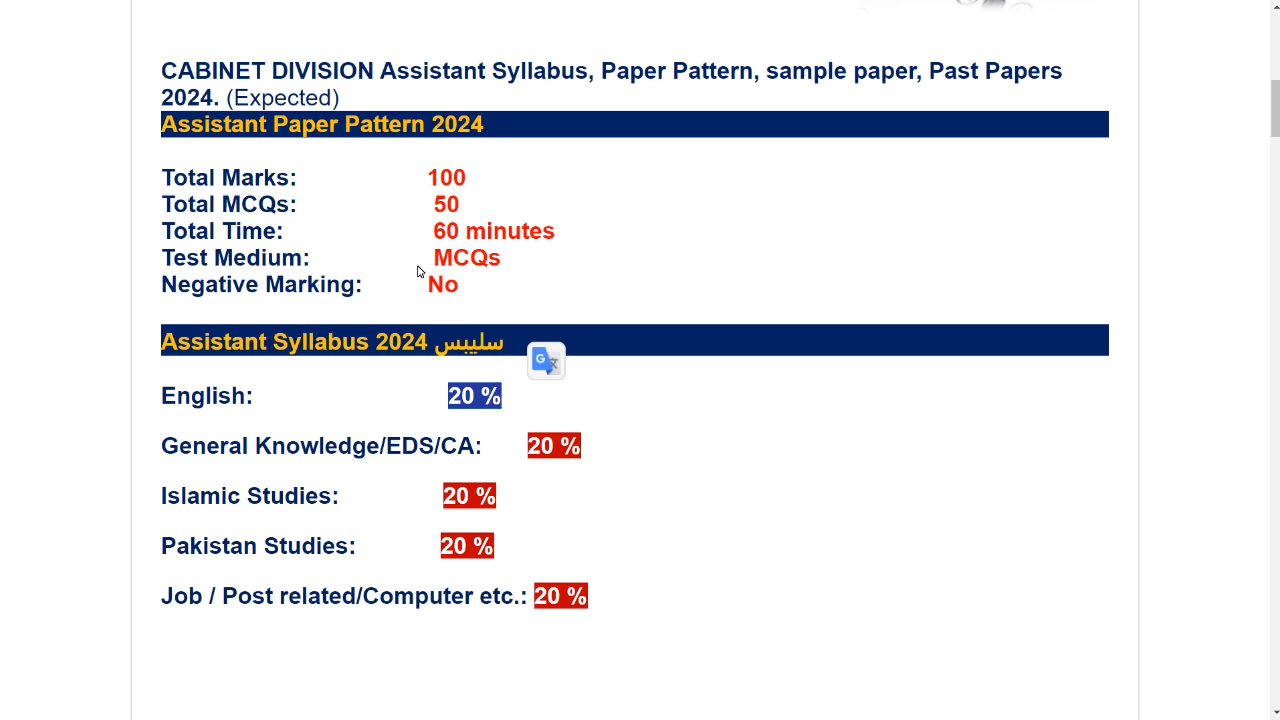 CABINET DIVISION Assistant Syllabus, Paper Pattern, sample paper, Past Papers
2024. (Expected)
Assistant Paper Pattern 2024
Total Marks: 100
Total MCQs: 50
Total Time: 60 minutes
Test Medium: MCQs
Negative Marking: No
Assistant Syllabus 2024 سلیبس
English: 20 %
General Knowledge/EDS/CA: 20 %
Islamic Studies: 20 %
Pakistan Studies: 20 %
Job / Post related/Computer etc.: 20 %